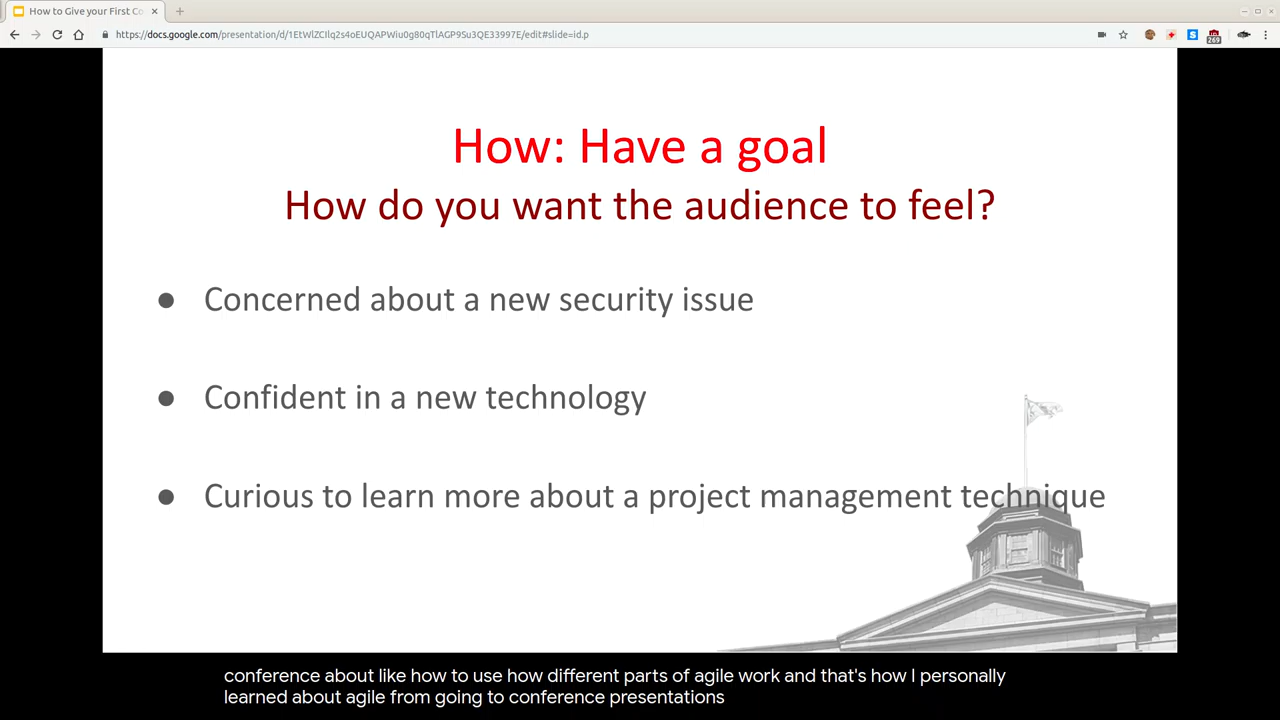 How to Give your First Co
https://docs.google.com/presentation/d/1EtWlZCIlq2s4oEUQAPWiu0g80qTlAGP9Su3QE33997E/edit#slide=id.p
269
How: Have a goal
How do you want the audience to feel?
● Concerned about a new security issue
● Confident in a new technology
● Curious to learn more about a project management technique
conference about like how to use how different parts of agile work and that's how I personally
learned about agile from going to conference presentations